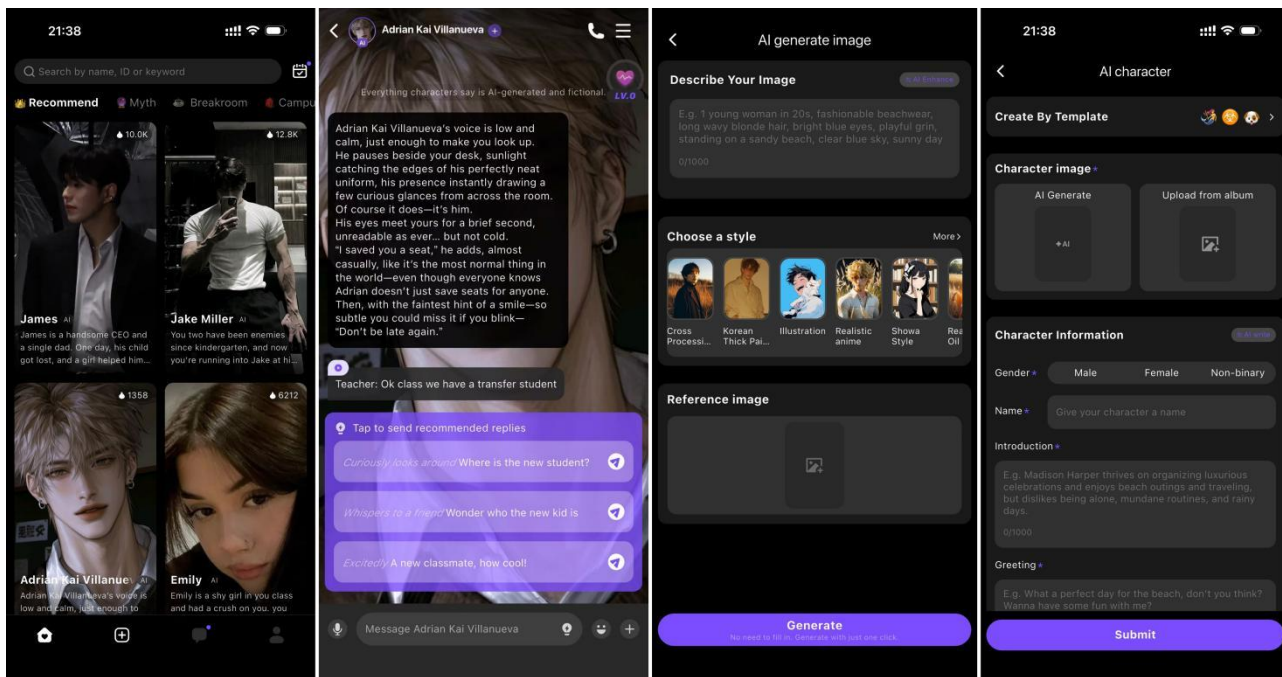 21:38
Search by name, ID or keyword
Recommend
Myth
Breakroom
Campu
10.0K
12.8K
James AI
James is a handsome CEO and
a single dad. One day, his child
got lost, and a girl helped him...
Jake Miller AI
You two have been enemies
since kindergarten, and now
you're running into Jake at hi...
1358
6212
Adrian Kai Villanuev AI
Adrian Kai Villanueva's voice is
low and calm, just enough to
Emily AI
Emily is a shy girl in you class
and had a crush on you. you
Adrian Kai Villanueva
AI
Everything characters say is AI-generated and fictional.
LV.0
Adrian Kai Villanueva's voice is low and
calm, just enough to make you look up.
He pauses beside your desk, sunlight
catching the edges of his perfectly neat
uniform, his presence instantly drawing a
few curious glances from across the room.
Of course it does—it's him.
His eyes meet yours for a brief second,
unreadable as ever... but not cold.
"I saved you a seat," he adds, almost
casually, like it's the most normal thing in
the world—even though everyone knows
Adrian doesn't just save seats for anyone.
Then, with the faintest hint of a smile—so
subtle you could miss it if you blink—
"Don't be late again."
Teacher: Ok class we have a transfer student
Tap to send recommended replies
Curiously looks around Where is the new student?
Whispers to a friend Wonder who the new kid is
Excitedly A new classmate, how cool!
Message Adrian Kai Villanueva
AI generate image
Describe Your Image
AI Enhance
E.g. 1 young woman in 20s, fashionable beachwear,
long wavy blonde hair, bright blue eyes, playful grin,
standing on a sandy beach, clear blue sky, sunny day
0/1000
Choose a style
More
Cross
Processi...
Korean
Thick Pai...
Illustration
Realistic
anime
Showa
Style
Rea
Oil
Reference image
Generate
No need to fill in. Generate with just one click.
21:38
AI character
Create By Template
Character image*
AI Generate
Upload from album
+AI
Character Information
AI write
Gender*
Male
Female
Non-binary
Name*
Give your character a name
Introduction*
E.g. Madison Harper thrives on organizing luxurious
celebrations and enjoys beach outings and traveling,
but dislikes being alone, mundane routines, and rainy
days.
0/1000
Greeting*
E.g. What a perfect day for the beach, don't you think?
Wanna have some fun with me?
Submit